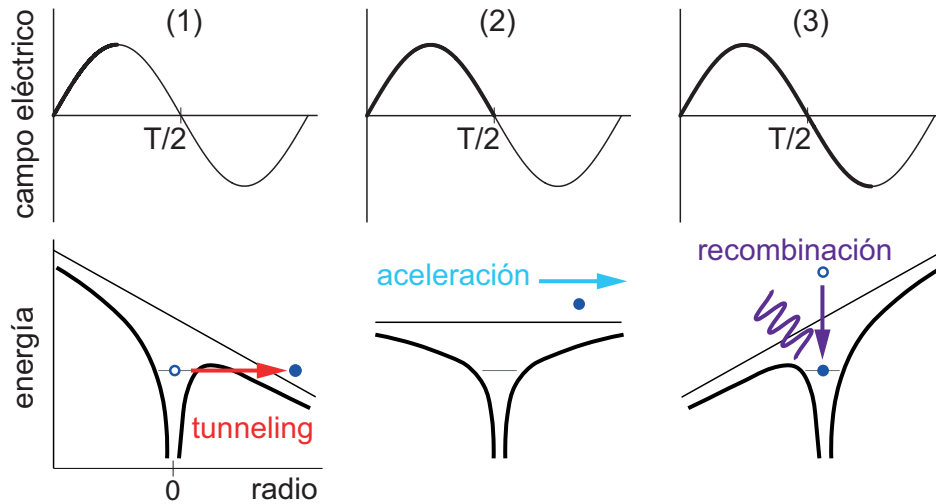 (1)
(2)
(3)
campo eléctrico
T/2
T/2
T/2
energía
tunneling
0
radio
aceleración
recombinación